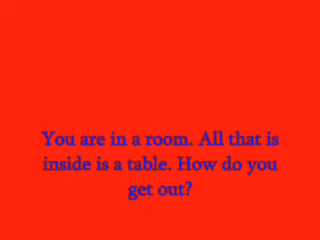 You are in a room. All that is
inside is a table. How do you
get out?